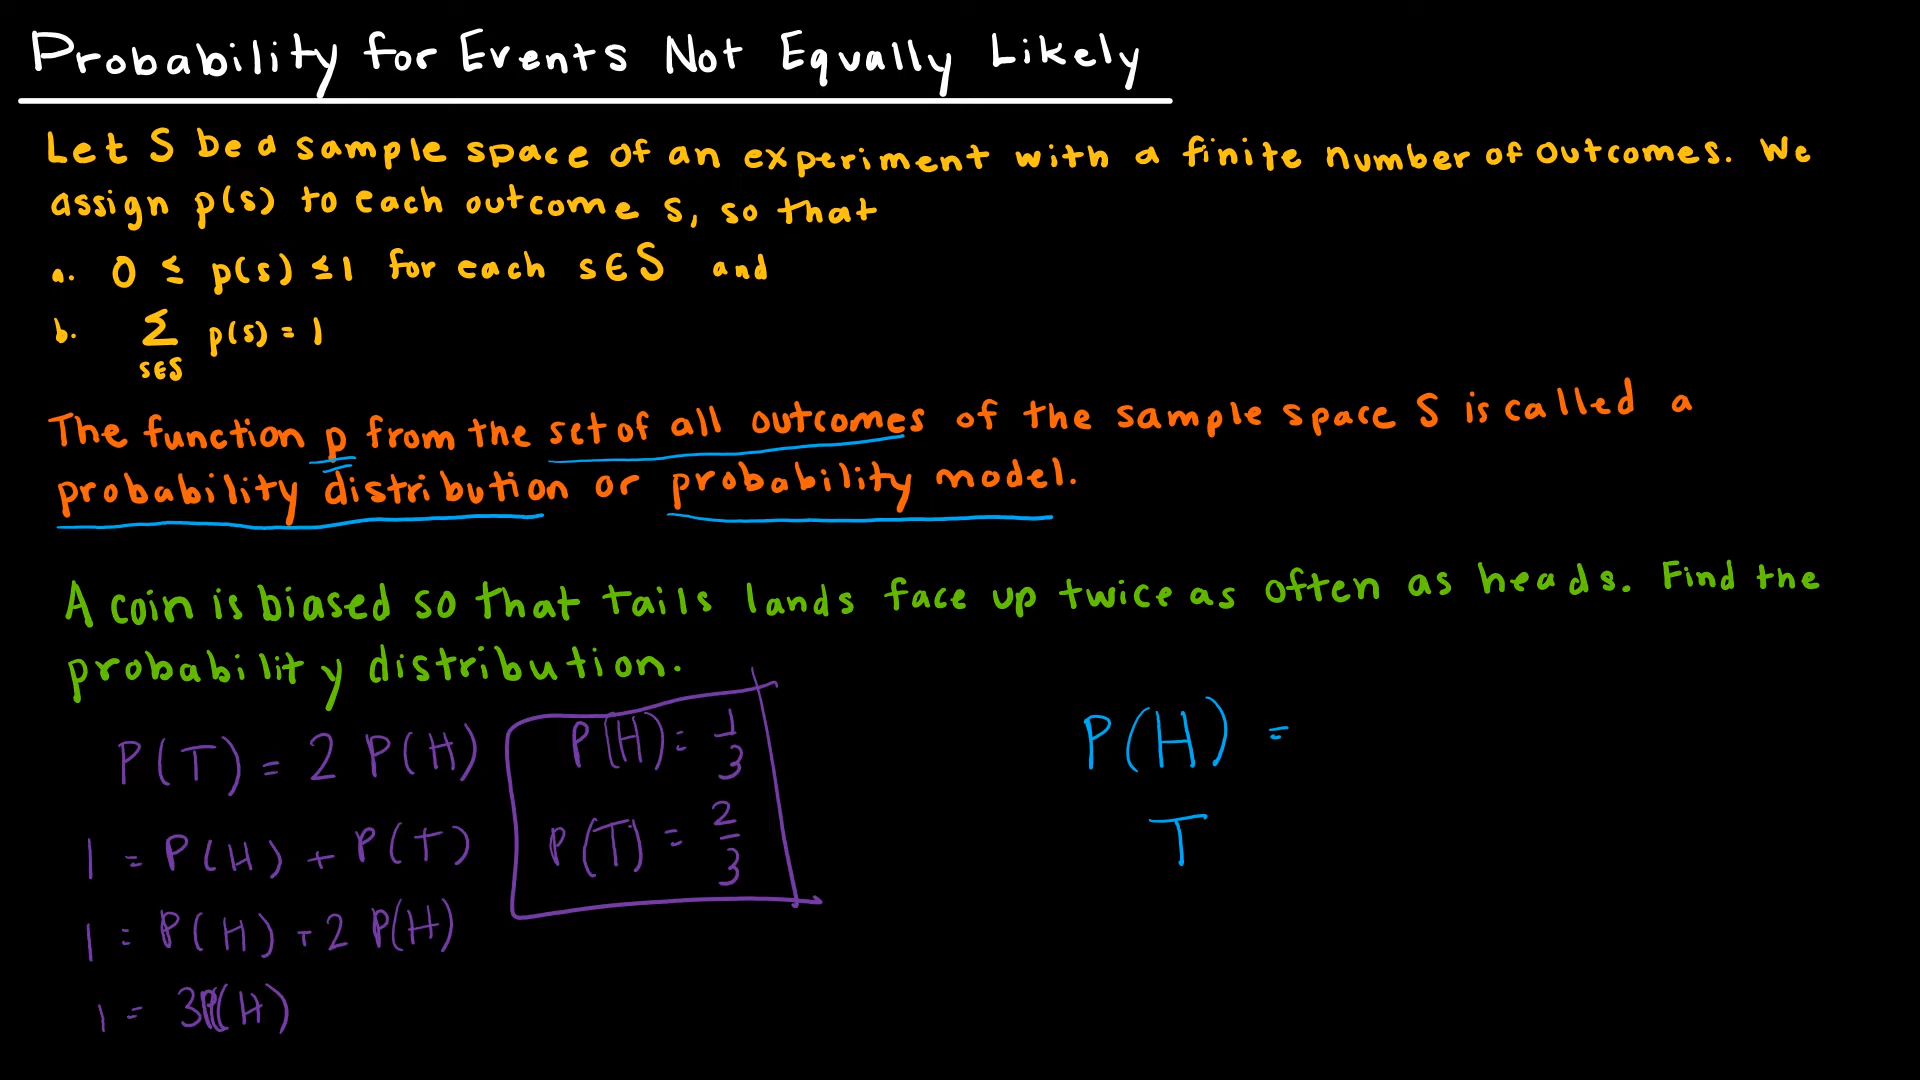 Probability for Events Not Equally Likely
Let S be a sample space of an experiment with a finite number of outcomes. We
assign p(s) to each outcome s, so that
a. 0 ≤ p(s) ≤ 1 for each s∈S and
b. ∑ p(s) = 1
s∈S
The function p from the set of all outcomes of the sample space S is called a
probability distribution or probability model.
A coin is biased so that tails lands face up twice as often as heads. Find the
probability distribution.
P(T) = 2 P(H)
1 = P(H) + P(T)
1 = P(H) + 2 P(H)
1 = 3P(H)
P(H) = 1/3
P(T) = 2/3
P(H) =
T